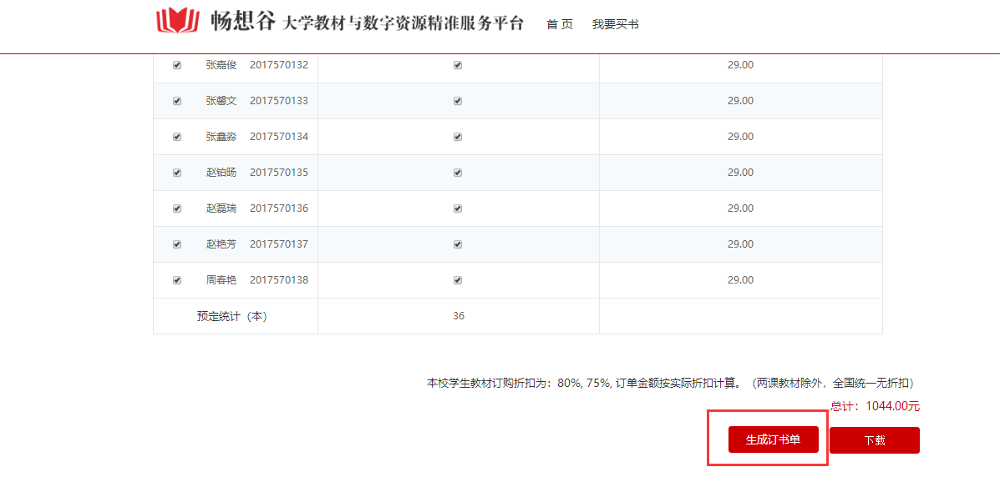 畅想谷 大学教材与数字资源精准服务平台 首 页 我要买书
张嘉俊 2017570132 29.00
张馨文 2017570133 29.00
张鑫淼 2017570134 29.00
赵铂旸 2017570135 29.00
赵磊瑞 2017570136 29.00
赵艳芳 2017570137 29.00
周春艳 2017570138 29.00
预定统计（本） 36
本校学生教材订购折扣为：80%, 75%, 订单金额按实际折扣计算。（两课教材除外，全国统一无折扣）
总计：1044.00元
生成订书单 下载